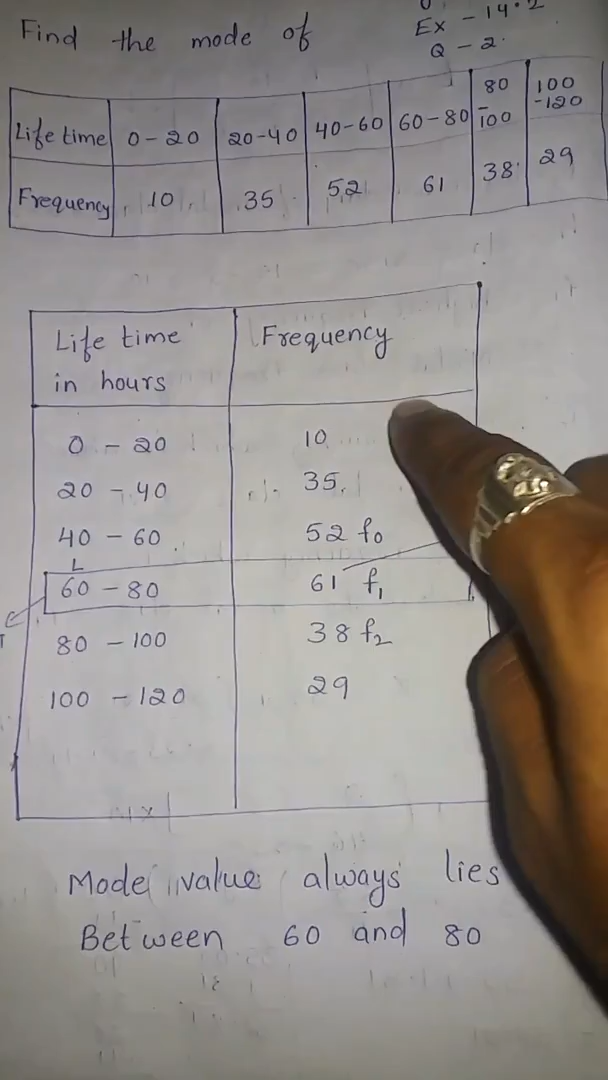 Find the mode of
Ex - 14.2
Q - 2.
Life time 0-20 20-40 40-60 60-80 80-100 100-120
Frequency 10 35 52 61 38 29
Life time in hours Frequency
0 - 20 10
20 - 40 35
40 - 60 52 f0
L
60 - 80 61 f1
80 - 100 38 f2
100 - 120 29
Mode value always lies
Between 60 and 80